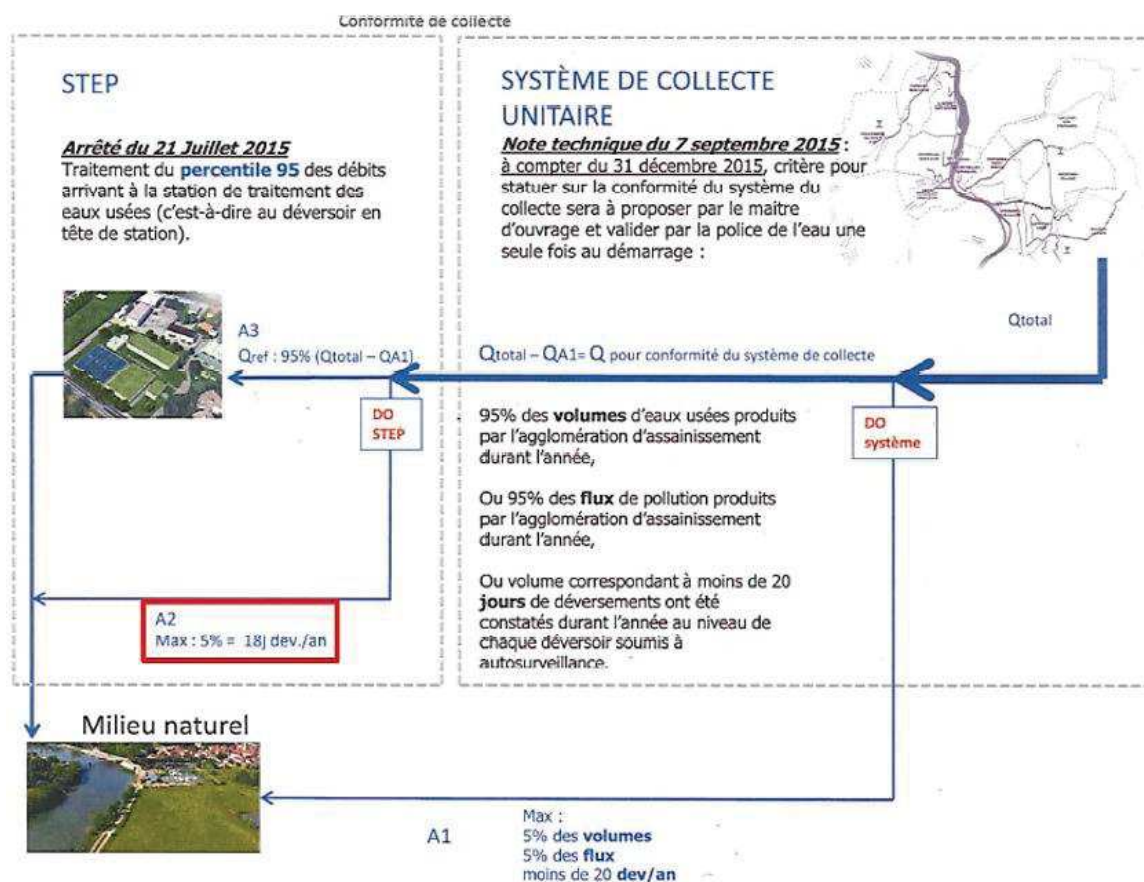 Conformité de collecte
STEP
Arrêté du 21 Juillet 2015
Traitement du percentile 95 des débits
arrivant à la station de traitement des
eaux usées (c'est-à-dire au déversoir en
tête de station).
SYSTÈME DE COLLECTE
UNITAIRE
Note technique du 7 septembre 2015 :
à compter du 31 décembre 2015, critère pour
statuer sur la conformité du système du
collecte sera à proposer par le maître
d'ouvrage et valider par la police de l'eau une
seule fois au démarrage :
Qtotal
A3
Qref : 95% (Qtotal – QA1)
Qtotal – QA1= Q pour conformité du système de collecte
DO
STEP
DO
système
95% des volumes d'eaux usées produits
par l'agglomération d'assainissement
durant l'année,
Ou 95% des flux de pollution produits
par l'agglomération d'assainissement
durant l'année,
Ou volume correspondant à moins de 20
jours de déversements ont été
constatés durant l'année au niveau de
chaque déversoir soumis à
autosurveillance.
A2
Max : 5% = 18j dev./an
Milieu naturel
A1
Max :
5% des volumes
5% des flux
moins de 20 dev/an